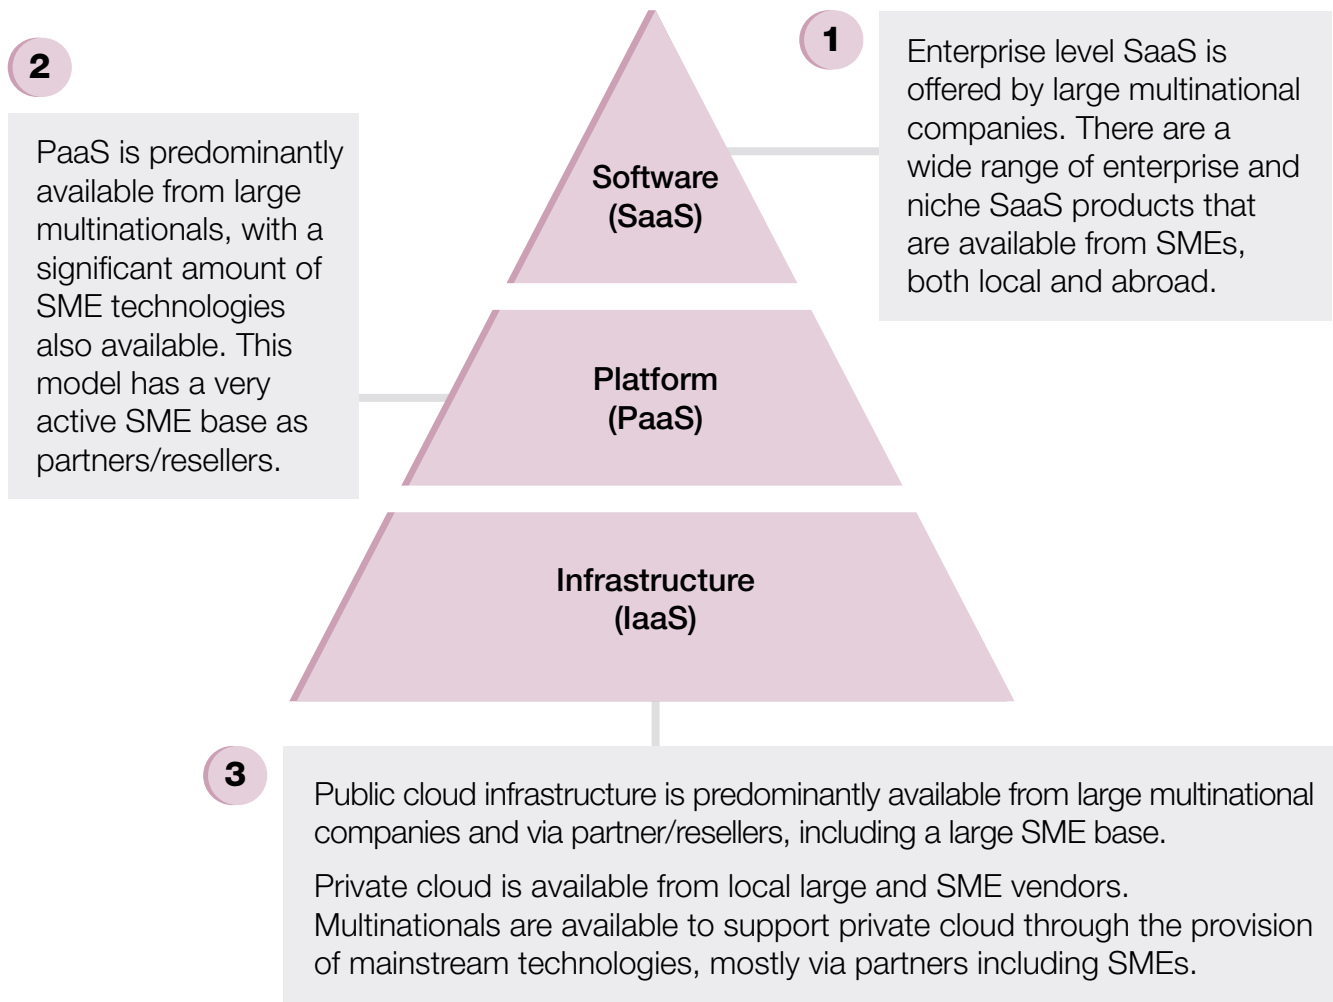 1
Enterprise level SaaS is
offered by large multinational
companies. There are a
wide range of enterprise and
niche SaaS products that
are available from SMEs,
both local and abroad.
2
PaaS is predominantly
available from large
multinationals, with a
significant amount of
SME technologies
also available. This
model has a very
active SME base as
partners/resellers.
Software
(SaaS)
Platform
(PaaS)
Infrastructure
(IaaS)
3
Public cloud infrastructure is predominantly available from large multinational
companies and via partner/resellers, including a large SME base.
Private cloud is available from local large and SME vendors.
Multinationals are available to support private cloud through the provision
of mainstream technologies, mostly via partners including SMEs.